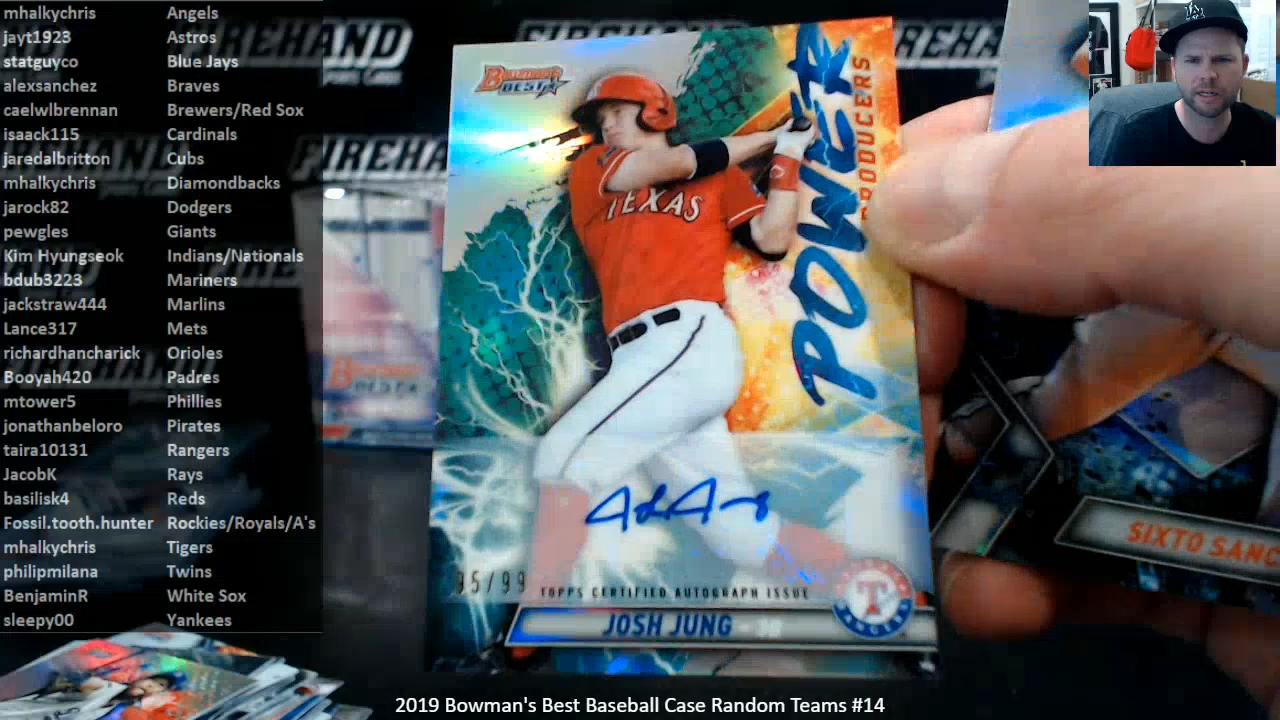 mhalkychris Angels
jayt1923 Astros
statguyco Blue Jays
alexsanchez Braves
caelwlbrennan Brewers/Red Sox
isaack115 Cardinals
jaredalbritton Cubs
mhalkychris Diamondbacks
jarock82 Dodgers
pewgles Giants
Kim Hyungseok Indians/Nationals
bdub3223 Mariners
jackstraw444 Marlins
Lance317 Mets
richardhancharick Orioles
Booyah420 Padres
mtower5 Phillies
jonathanbeloro Pirates
taira10131 Rangers
JacobK Rays
basilisk4 Reds
Fossil.tooth.hunter Rockies/Royals/A's
mhalkychris Tigers
philipmilana Twins
BenjaminR White Sox
sleepy00 Yankees
FIREHAND
BOWMAN'S
BEST
POWER
TEXAS
TOPPS CERTIFIED AUTOGRAPH ISSUE
JOSH JUNG
SIXTO
2019 Bowman's Best Baseball Case Random Teams #14